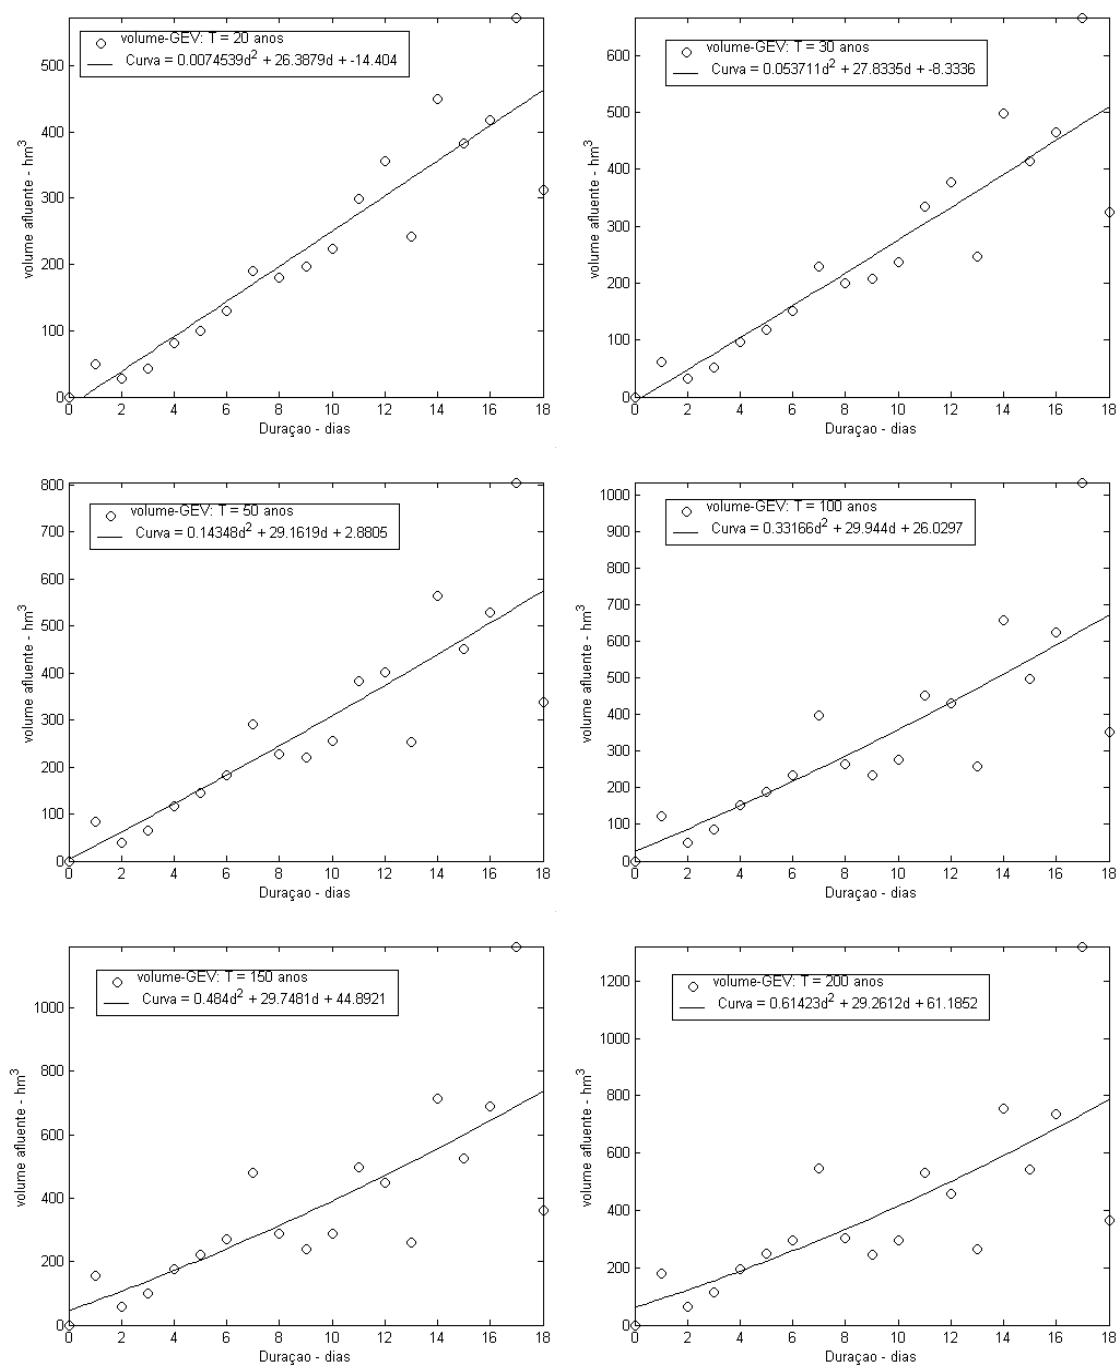 volume-GEV: T = 20 anos
Curva = 0.0074539d² + 26.3879d + -14.404
volume afluente - hm³
500
400
300
200
100
0
0 2 4 6 8 10 12 14 16 18
Duraçao - dias
volume-GEV: T = 30 anos
Curva = 0.053711d² + 27.8335d + -8.3336
volume afluente - hm³
600
500
400
300
200
100
0
0 2 4 6 8 10 12 14 16 18
Duraçao - dias
volume-GEV: T = 50 anos
Curva = 0.14348d² + 29.1619d + 2.8805
volume afluente - hm³
800
700
600
500
400
300
200
100
0
0 2 4 6 8 10 12 14 16 18
Duraçao - dias
volume-GEV: T = 100 anos
Curva = 0.33166d² + 29.944d + 26.0297
volume afluente - hm³
1000
900
800
700
600
500
400
300
200
100
0
0 2 4 6 8 10 12 14 16 18
Duraçao - dias
volume-GEV: T = 150 anos
Curva = 0.484d² + 29.7481d + 44.8921
volume afluente - hm³
1000
800
600
400
200
0
0 2 4 6 8 10 12 14 16 18
Duraçao - dias
volume-GEV: T = 200 anos
Curva = 0.61423d² + 29.2612d + 61.1852
volume afluente - hm³
1200
1000
800
600
400
200
0
0 2 4 6 8 10 12 14 16 18
Duraçao - dias